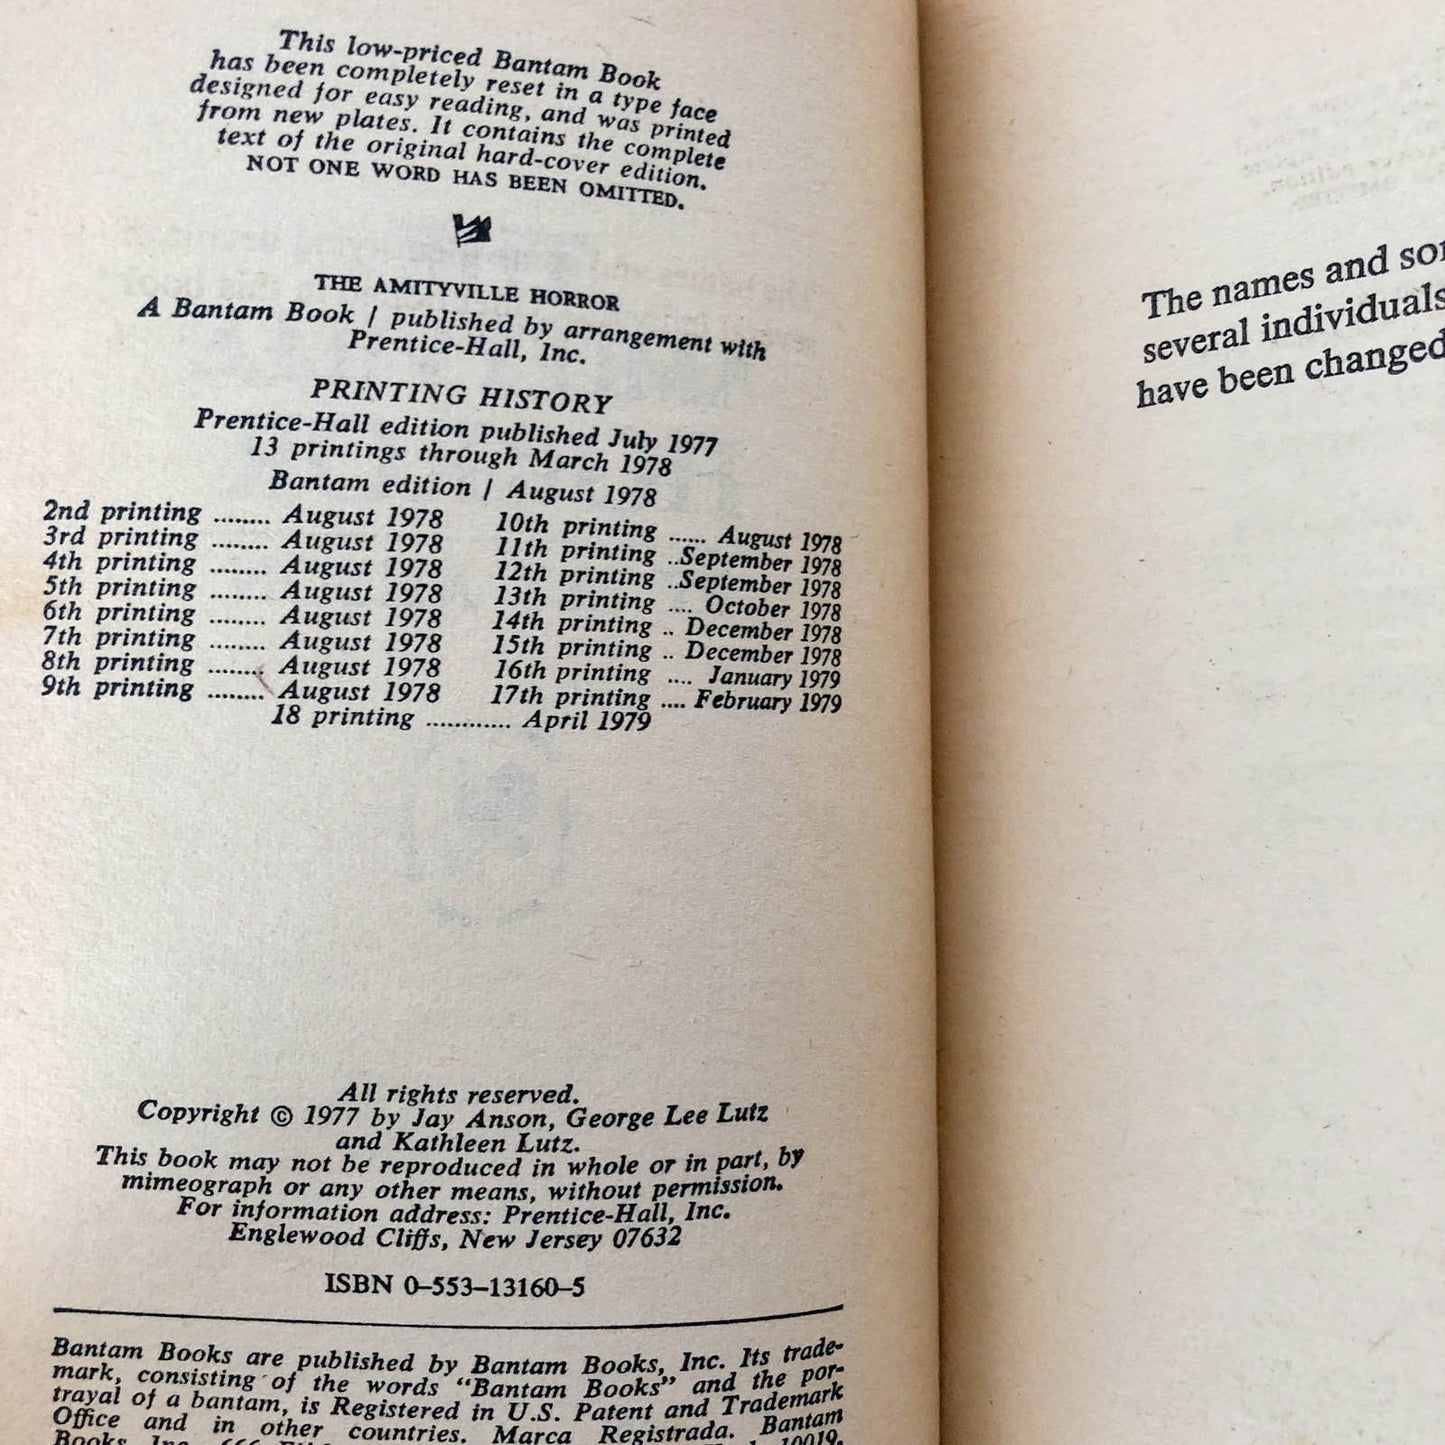 This low-priced Bantam Book
has been completely reset in a type face
designed for easy reading, and was printed
from new plates. It contains the complete
text of the original hard-cover edition.
NOT ONE WORD HAS BEEN OMITTED.
THE AMITYVILLE HORROR
A Bantam Book / published by arrangement with
Prentice-Hall, Inc.
PRINTING HISTORY
Prentice-Hall edition published July 1977
13 printings through March 1978
Bantam edition / August 1978
2nd printing ........ August 1978
3rd printing ........ August 1978
4th printing ........ August 1978
5th printing ........ August 1978
6th printing ........ August 1978
7th printing ........ August 1978
8th printing ........ August 1978
9th printing ........ August 1978
10th printing ...... August 1978
11th printing ..September 1978
12th printing ..September 1978
13th printing .... October 1978
14th printing .. December 1978
15th printing .. December 1978
16th printing .... January 1979
17th printing .... February 1979
18 printing ............ April 1979
All rights reserved.
Copyright © 1977 by Jay Anson, George Lee Lutz
and Kathleen Lutz.
This book may not be reproduced in whole or in part, by
mimeograph or any other means, without permission.
For information address: Prentice-Hall, Inc.
Englewood Cliffs, New Jersey 07632
ISBN 0-553-13160-5
Bantam Books are published by Bantam Books, Inc. Its trade-
mark, consisting of the words "Bantam Books" and the por-
trayal of a bantam, is Registered in U.S. Patent and Trademark
Office and in other countries. Marca Registrada. Bantam
Books, Inc., 666 10019.
The names and
several individuals
have been changed